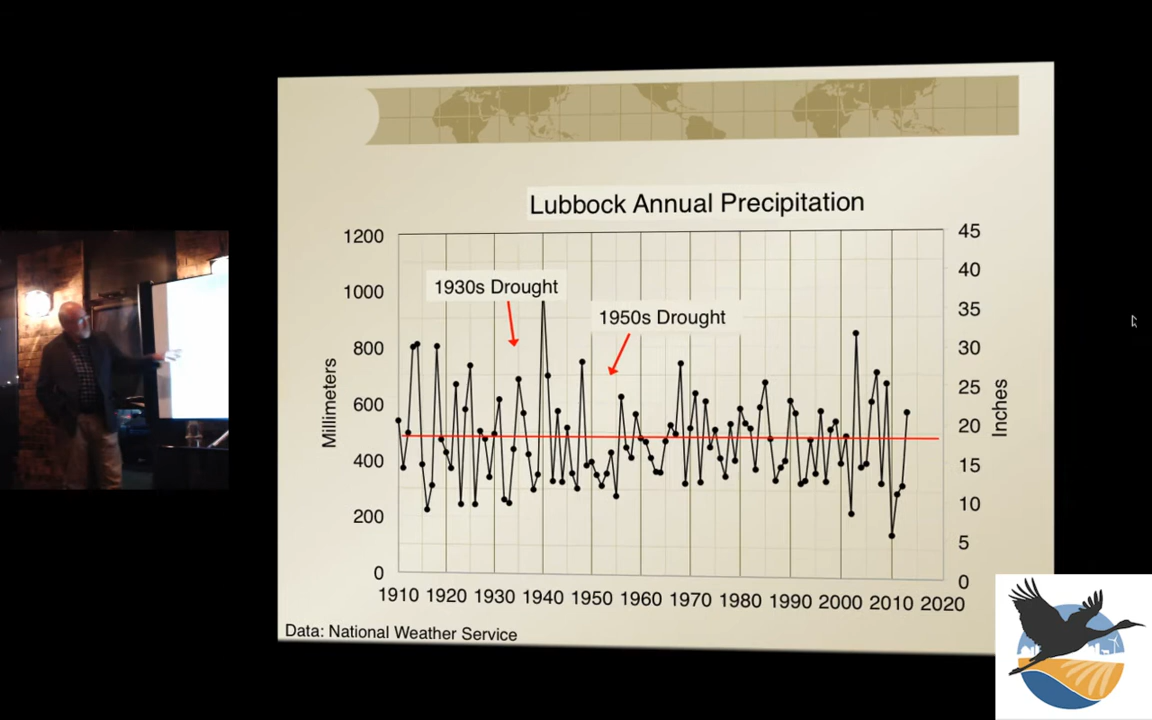 Lubbock Annual Precipitation
1200
1000
800
600
400
200
0
Millimeters
1930s Drought
1950s Drought
45
40
35
30
25
20
15
10
5
0
Inches
1910 1920 1930 1940 1950 1960 1970 1980 1990 2000 2010 2020
Data: National Weather Service